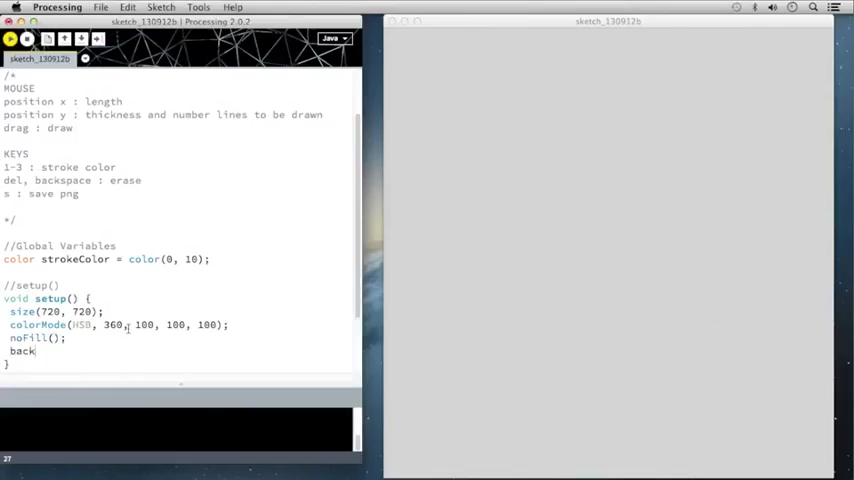 Processing File Edit Sketch Tools Help
sketch_130912b | Processing 2.0.2
sketch_130912b
Java
sketch_130912b
/*
MOUSE
position x : length
position y : thickness and number lines to be drawn
drag : draw
KEYS
1-3 : stroke color
del, backspace : erase
s : save png
*/
//Global Variables
color strokeColor = color(0, 10);
//setup()
void setup() {
size(720, 720);
colorMode(HSB, 360, 100, 100, 100);
noFill();
back
}
27